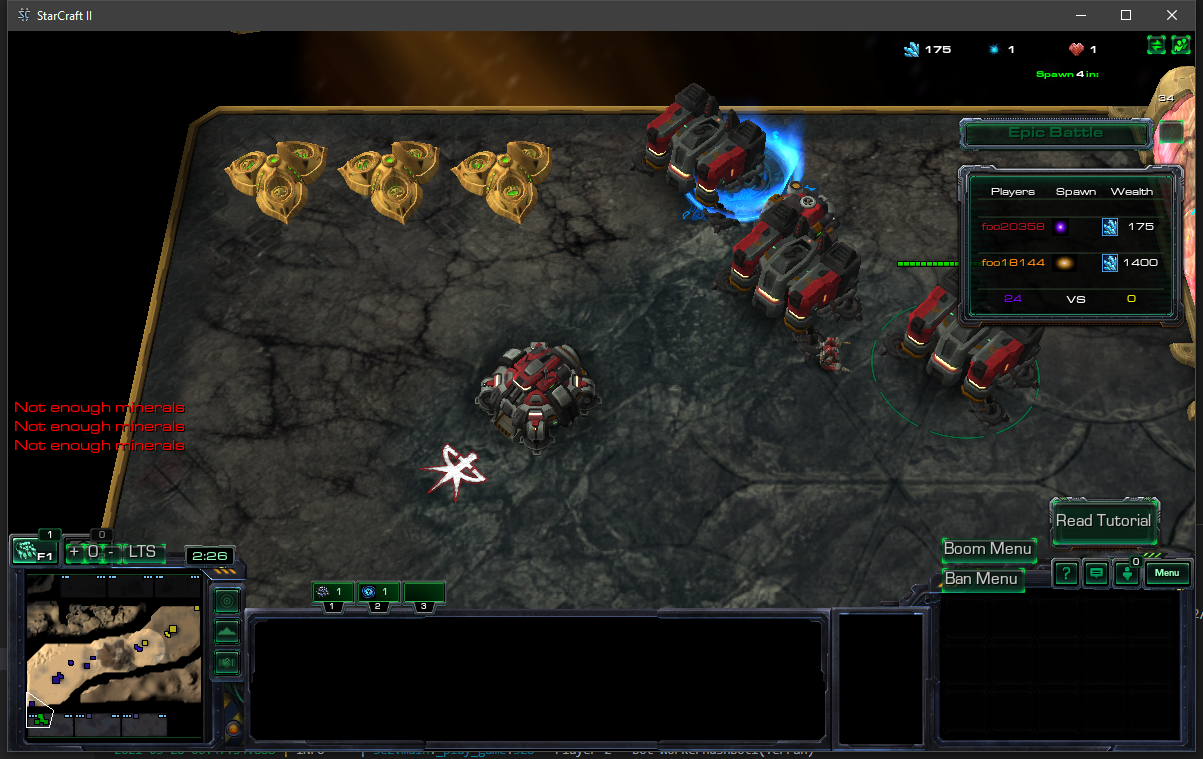 StarCraft II
175 1 1
Spawn 4 in:
34
Epic Battle
Players Spawn Wealth
foo20358 175
foo18144 1400
24 VS 0
Not enough minerals
Not enough minerals
Not enough minerals
Read Tutorial
1 0
F1 + 0 - LTS 2:26
Boom Menu
Ban Menu
? 0 Menu
1 1
1 2 3